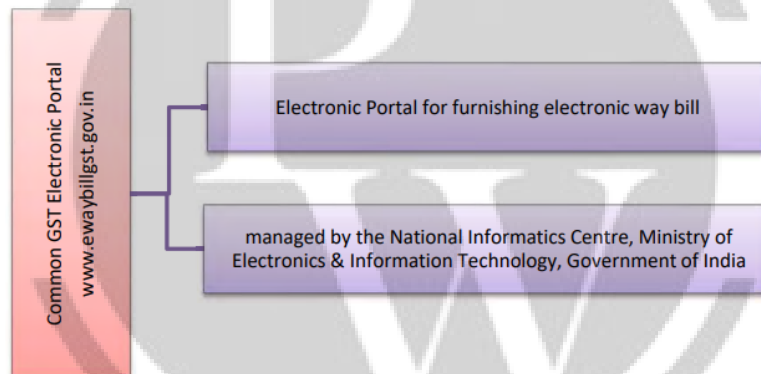 Common GST Electronic Portal
www.ewaybillgst.gov.in
Electronic Portal for furnishing electronic way bill
managed by the National Informatics Centre, Ministry of
Electronics & Information Technology, Government of India
PW